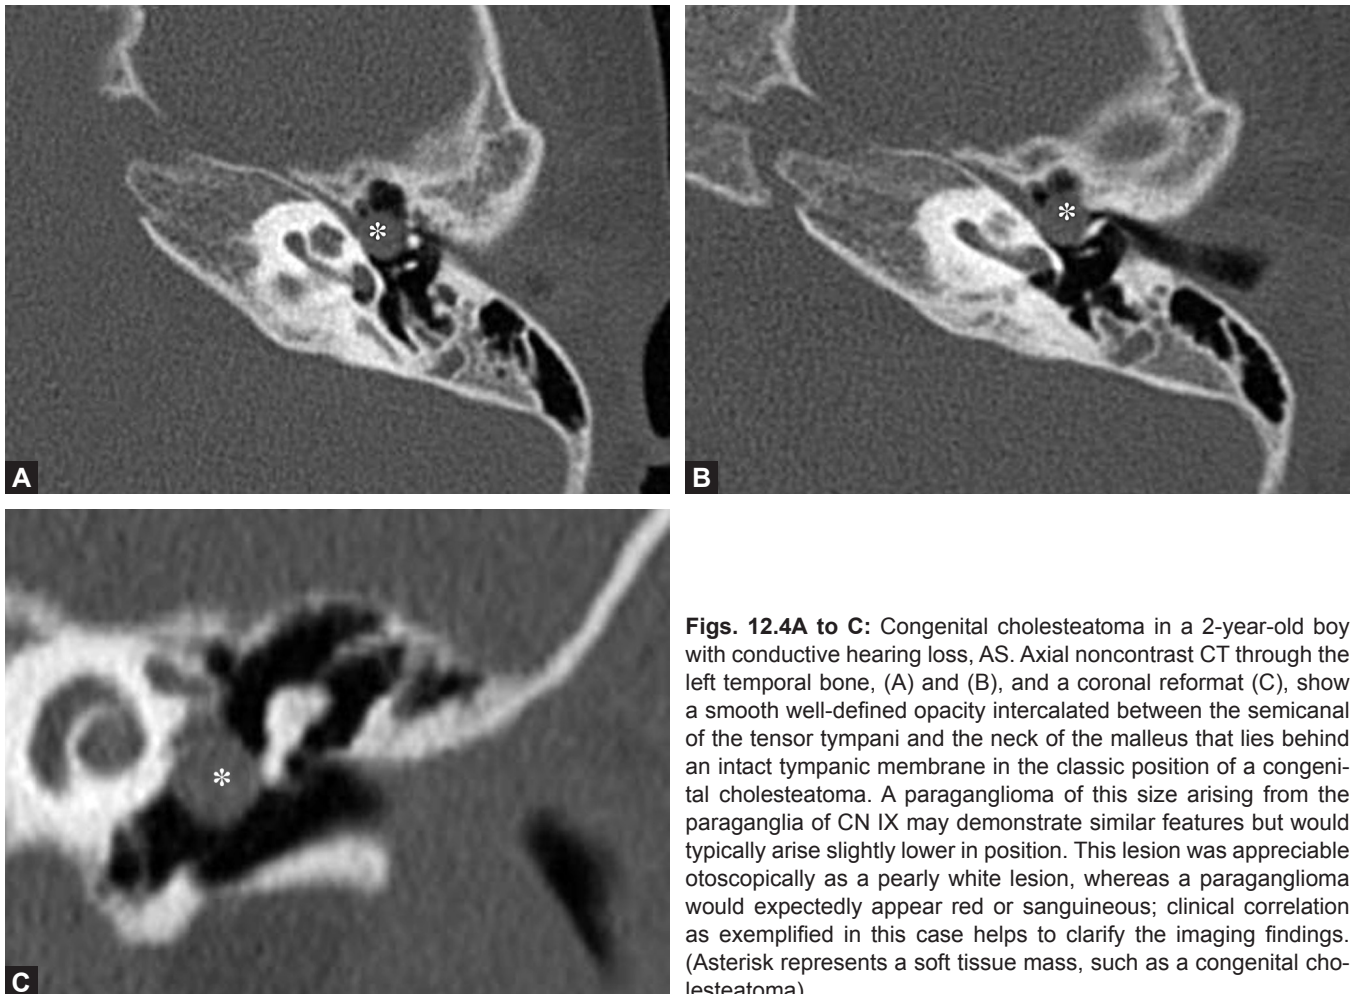 *
A
*
B
*
C
Figs. 12.4A to C: Congenital cholesteatoma in a 2-year-old boy
with conductive hearing loss, AS. Axial noncontrast CT through the
left temporal bone, (A) and (B), and a coronal reformat (C), show
a smooth well-defined opacity intercalated between the semicanal
of the tensor tympani and the neck of the malleus that lies behind
an intact tympanic membrane in the classic position of a congeni-
tal cholesteatoma. A paraganglioma of this size arising from the
paraganglia of CN IX may demonstrate similar features but would
typically arise slightly lower in position. This lesion was appreciable
otoscopically as a pearly white lesion, whereas a paraganglioma
would expectedly appear red or sanguineous; clinical correlation
as exemplified in this case helps to clarify the imaging findings.
(Asterisk represents a soft tissue mass, such as a congenital cho-
lesteatoma)